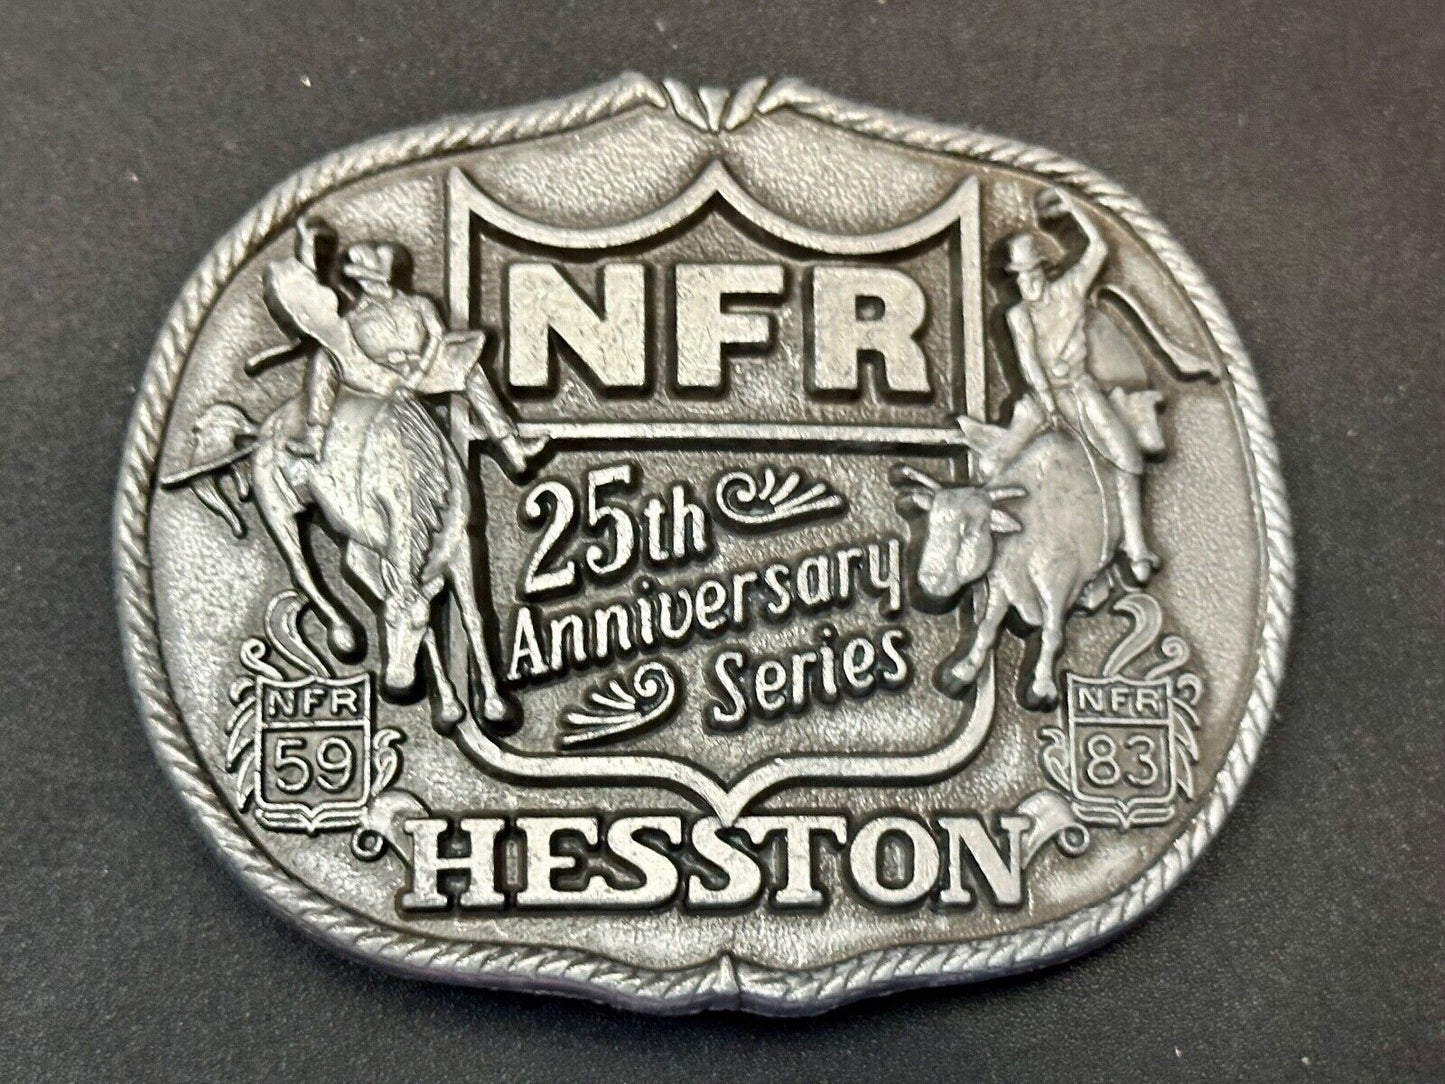 NFR
25th
Anniversary
Series
NFR
59
NFR
83
HESSTON